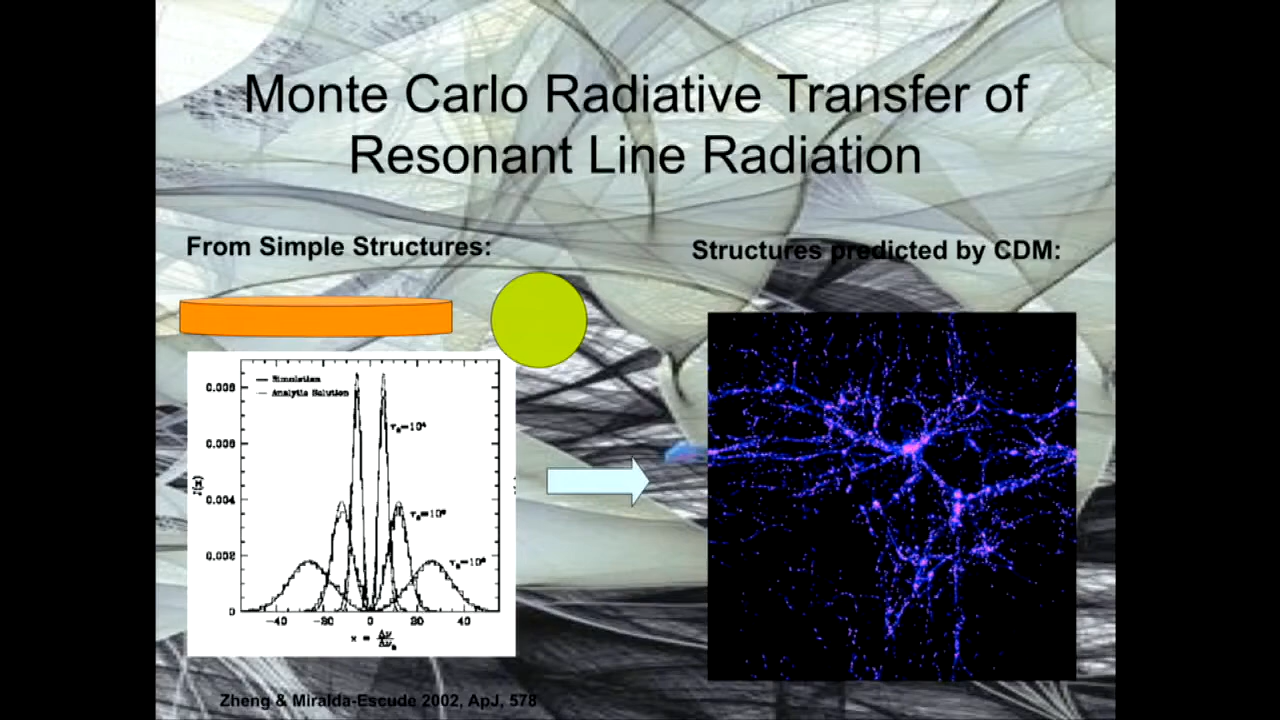 Monte Carlo Radiative Transfer of
Resonant Line Radiation
From Simple Structures:
Structures predicted by CDM:
Simulation
Analytic Solution
0.008
0.006
0.004
0.002
0
J(x)
-40
-20
0
20
40
Zheng & Miralda-Escude 2002, ApJ, 578